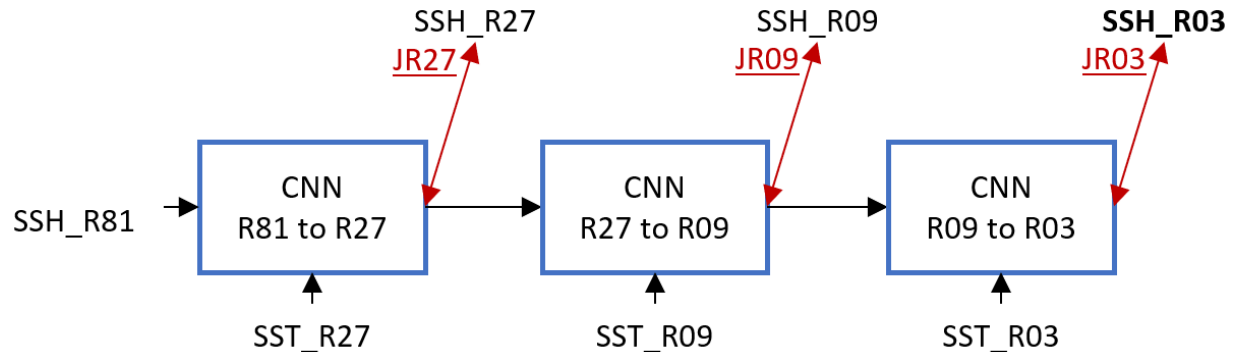 SSH_R27
SSH_R09
SSH_R03
JR27
JR09
JR03
SSH_R81
CNN
R81 to R27
CNN
R27 to R09
CNN
R09 to R03
SST_R27
SST_R09
SST_R03